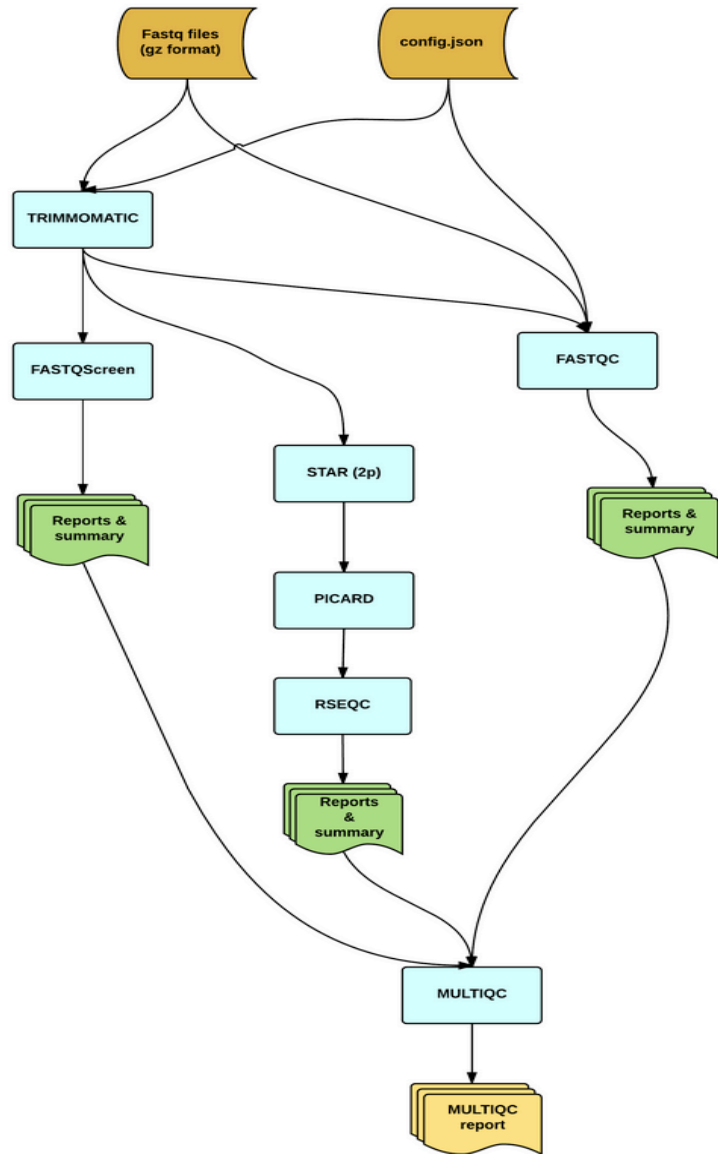 Fastq files
(gz format)
config.json
TRIMMOMATIC
FASTQScreen
FASTQC
STAR (2p)
Reports &
summary
Reports &
summary
PICARD
RSEQC
Reports
&
summary
MULTIQC
MULTIQC
report